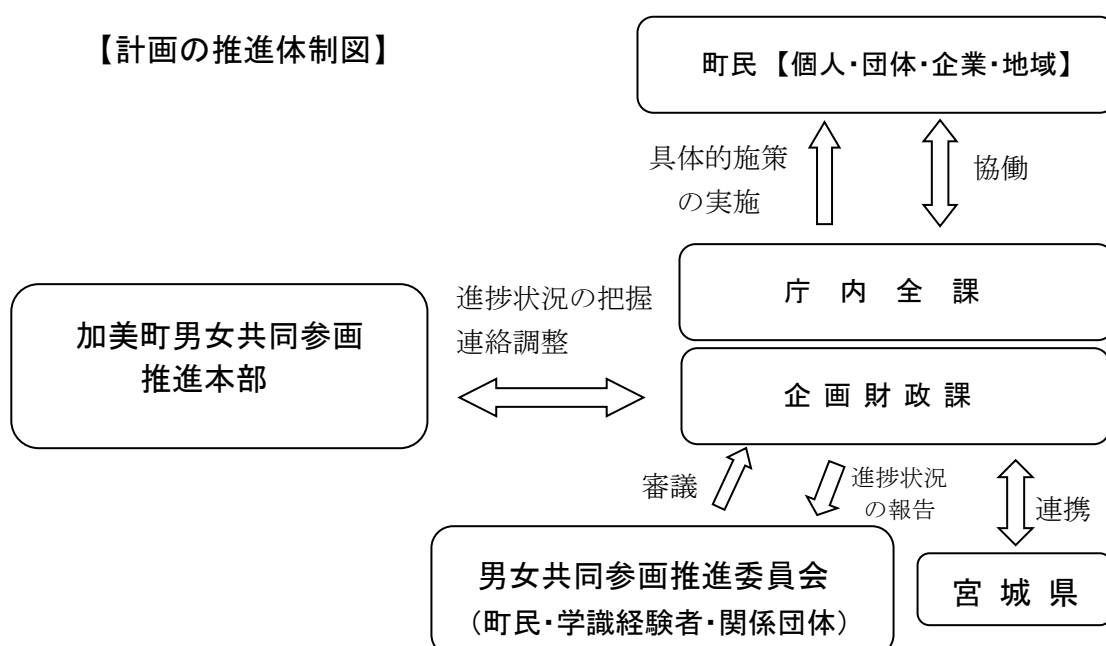 【計画の推進体制図】
町民【個人・団体・企業・地域】
具体的施策
の実施
協働
庁内全課
加美町男女共同参画
推進本部
進捗状況の把握
連絡調整
企画財政課
審議
進捗状況
の報告
連携
男女共同参画推進委員会
(町民・学識経験者・関係団体)
宮城県